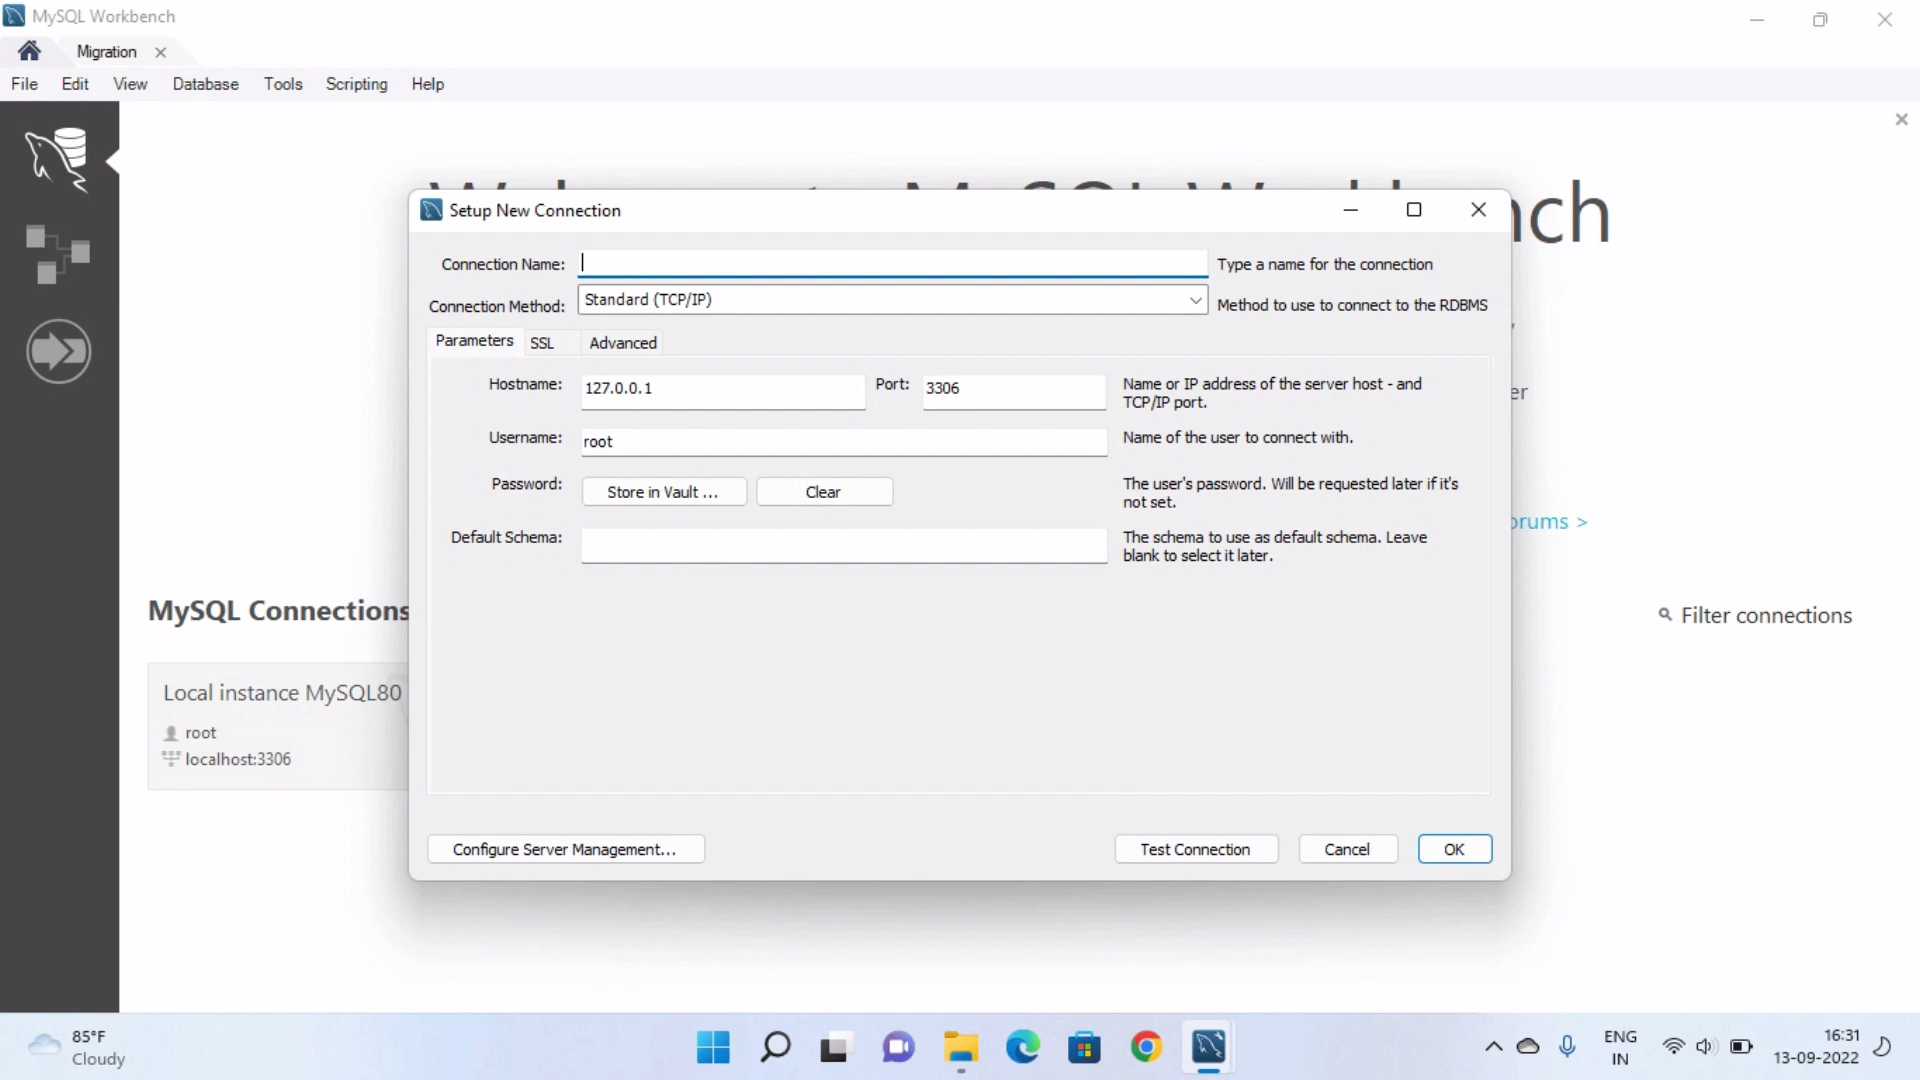 MySQL Workbench
Migration
File Edit View Database Tools Scripting Help
Setup New Connection
Connection Name: Type a name for the connection
Connection Method: Standard (TCP/IP) Method to use to connect to the RDBMS
Parameters SSL Advanced
Hostname: 127.0.0.1 Port: 3306 Name or IP address of the server host - and
TCP/IP port.
Username: root Name of the user to connect with.
Password: Store in Vault ... Clear The user's password. Will be requested later if it's
not set.
Default Schema: The schema to use as default schema. Leave
blank to select it later.
orums >
MySQL Connections
Filter connections
Local instance MySQL80
root
localhost:3306
Configure Server Management... Test Connection Cancel OK
85°F
Cloudy
ENG
IN
16:31
13-09-2022